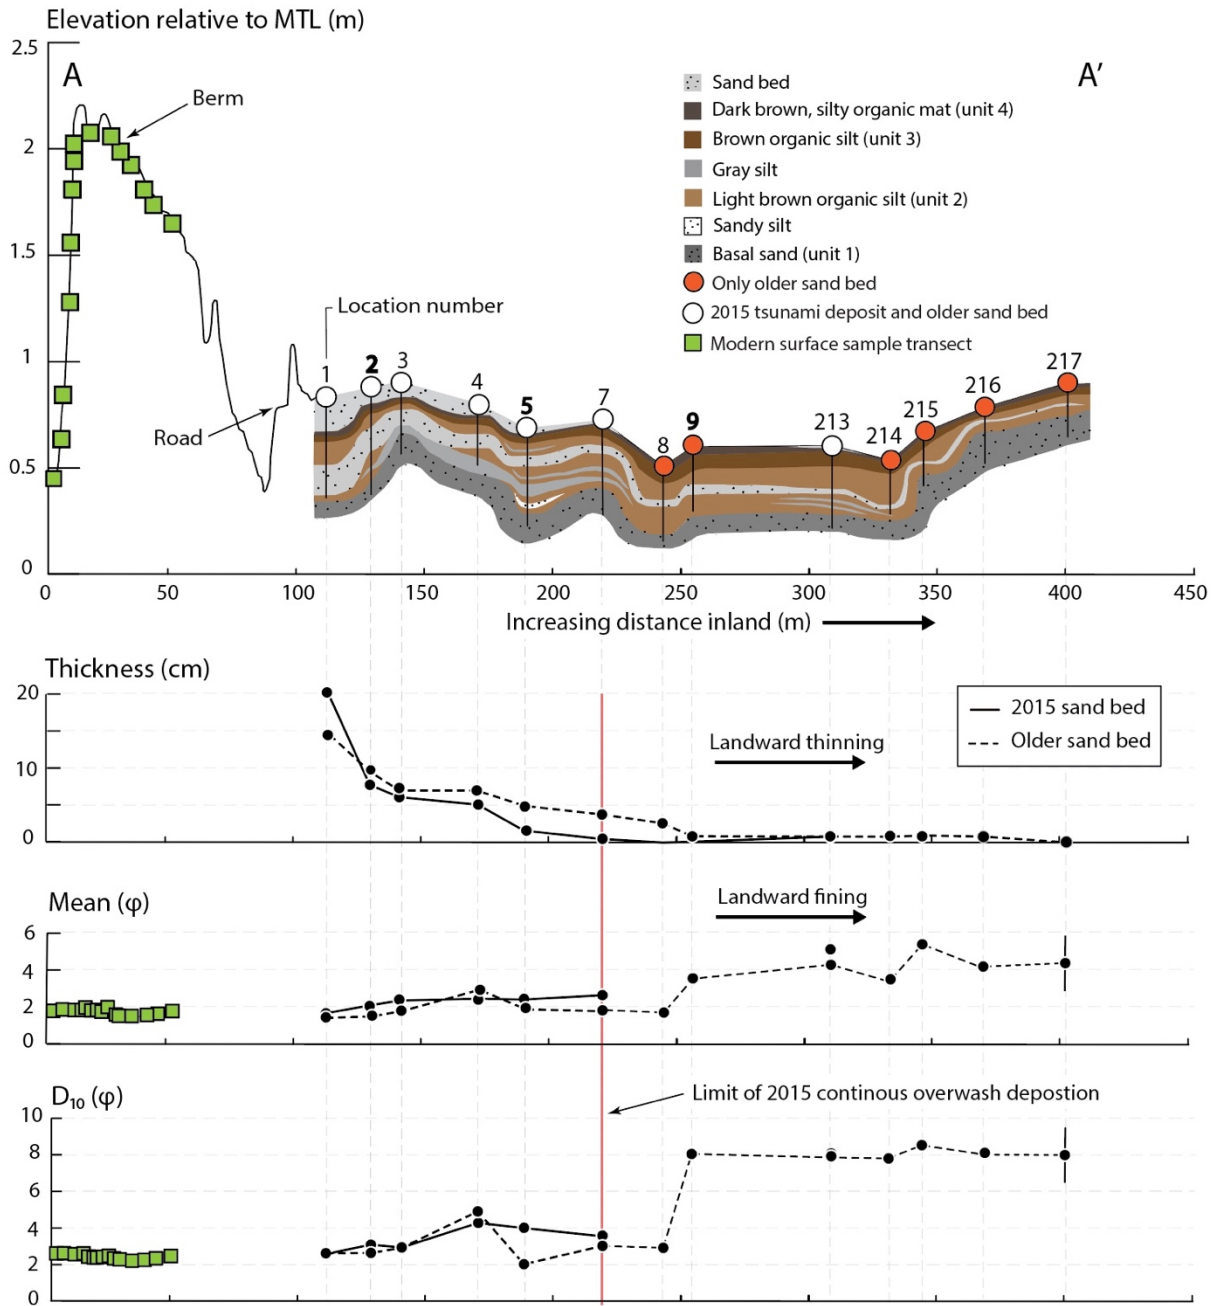 Elevation relative to MTL (m)
2.5
A
A′
Berm
Sand bed
Dark brown, silty organic mat (unit 4)
Brown organic silt (unit 3)
Gray silt
Light brown organic silt (unit 2)
Sandy silt
Basal sand (unit 1)
Only older sand bed
2015 tsunami deposit and older sand bed
Modern surface sample transect
2
1.5
Location number
1
1
2
3
4
5
7
8
9
213
214
215
216
217
Road
0.5
0
0
50
100
150
200
250
300
350
400
450
Increasing distance inland (m)
Thickness (cm)
20
10
0
2015 sand bed
Older sand bed
Landward thinning
Mean (φ)
6
4
2
0
Landward fining
D₁₀ (φ)
10
8
6
4
2
0
Limit of 2015 continous overwash depostion